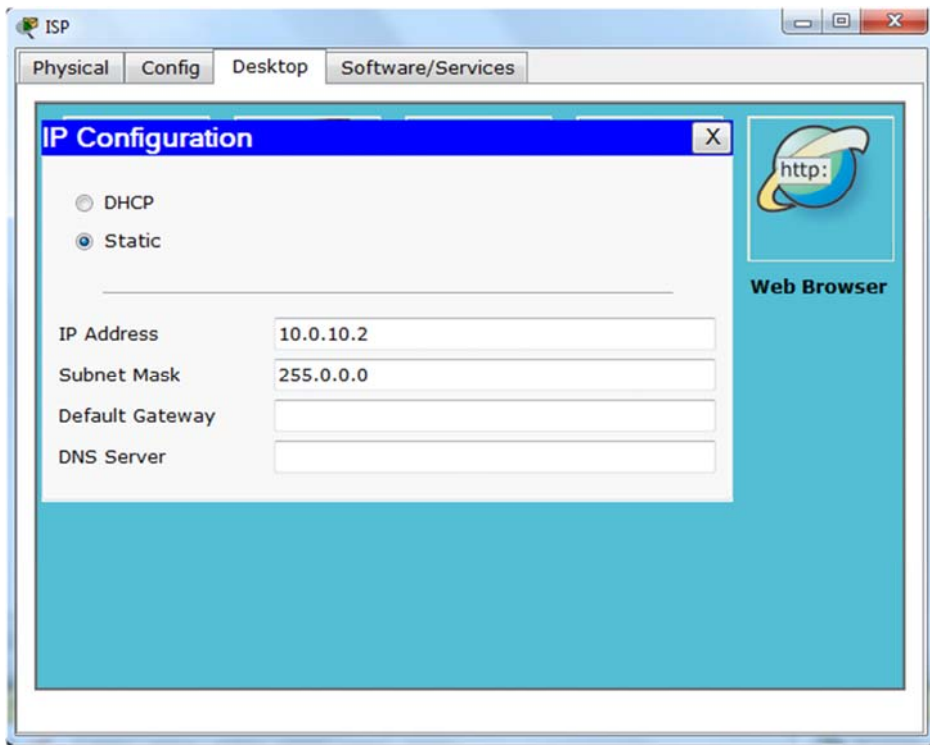 ISP
Physical Config Desktop Software/Services
IP Configuration X
http:
DHCP
Static
Web Browser
IP Address 10.0.10.2
Subnet Mask 255.0.0.0
Default Gateway
DNS Server